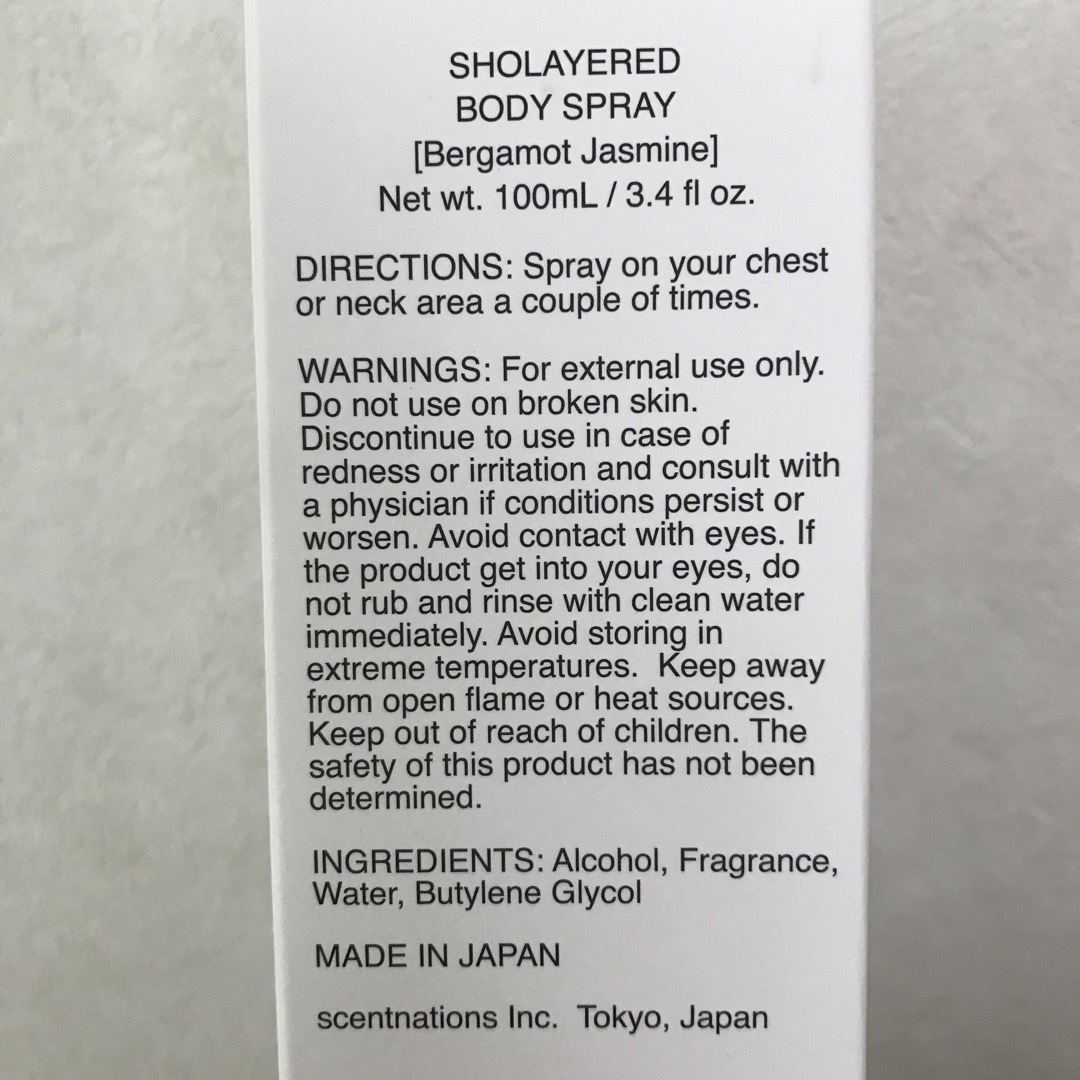 SHOLAYERED
BODY SPRAY
[Bergamot Jasmine]
Net wt. 100mL / 3.4 fl oz.
DIRECTIONS: Spray on your chest
or neck area a couple of times.
WARNINGS: For external use only.
Do not use on broken skin.
Discontinue to use in case of
redness or irritation and consult with
a physician if conditions persist or
worsen. Avoid contact with eyes. If
the product get into your eyes, do
not rub and rinse with clean water
immediately. Avoid storing in
extreme temperatures.  Keep away
from open flame or heat sources.
Keep out of reach of children. The
safety of this product has not been
determined.
INGREDIENTS: Alcohol, Fragrance,
Water, Butylene Glycol
MADE IN JAPAN
scentnations Inc.  Tokyo, Japan